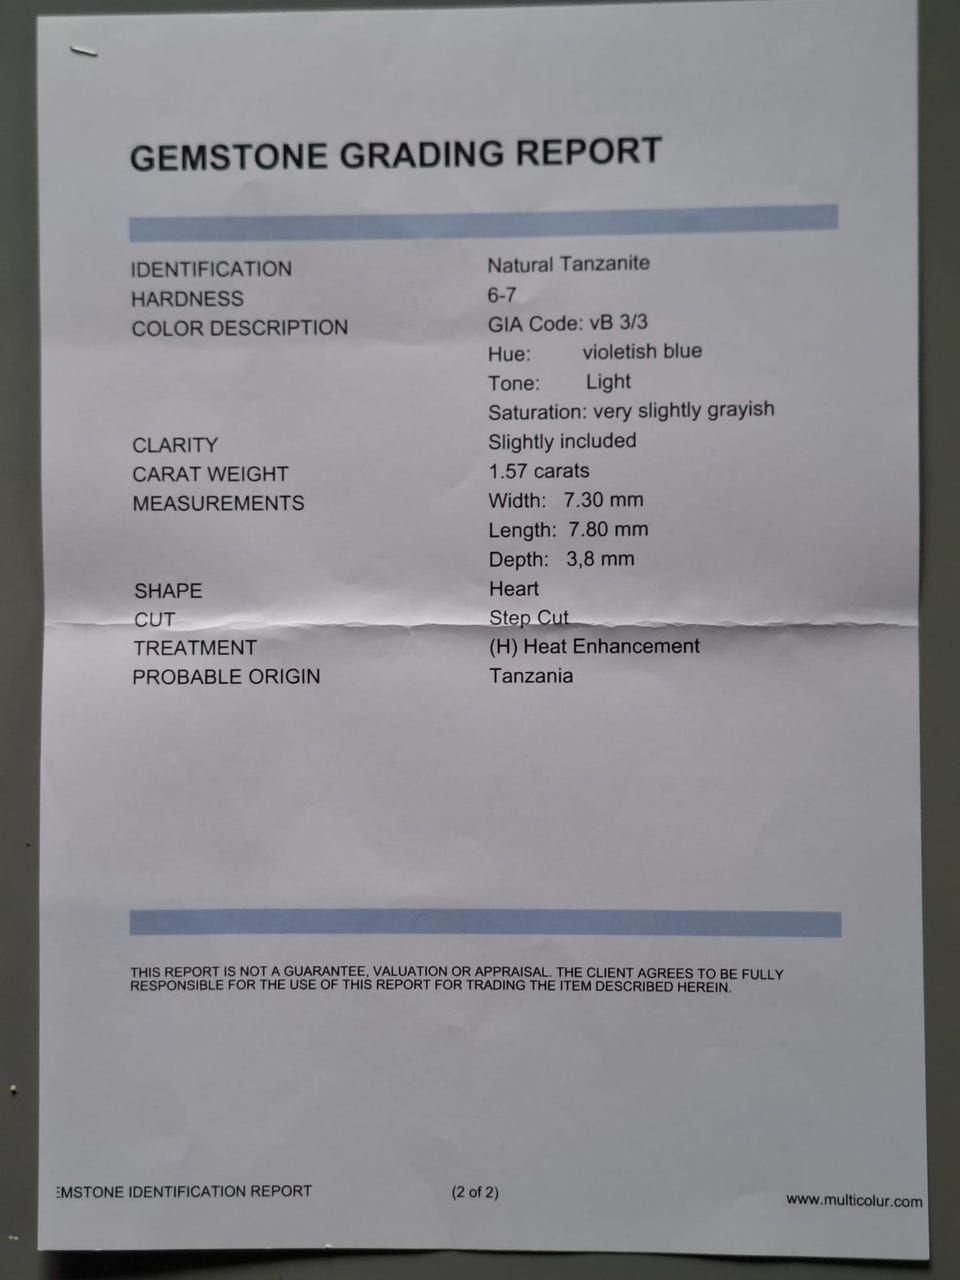 GEMSTONE GRADING REPORT
IDENTIFICATION Natural Tanzanite
HARDNESS 6-7
COLOR DESCRIPTION GIA Code: vB 3/3
Hue: violetish blue
Tone: Light
Saturation: very slightly grayish
CLARITY Slightly included
CARAT WEIGHT 1.57 carats
MEASUREMENTS Width: 7.30 mm
Length: 7.80 mm
Depth: 3,8 mm
SHAPE Heart
CUT Step Cut
TREATMENT (H) Heat Enhancement
PROBABLE ORIGIN Tanzania
THIS REPORT IS NOT A GUARANTEE, VALUATION OR APPRAISAL. THE CLIENT AGREES TO BE FULLY
RESPONSIBLE FOR THE USE OF THIS REPORT FOR TRADING THE ITEM DESCRIBED HEREIN.
EMSTONE IDENTIFICATION REPORT (2 of 2) www.multicolur.com